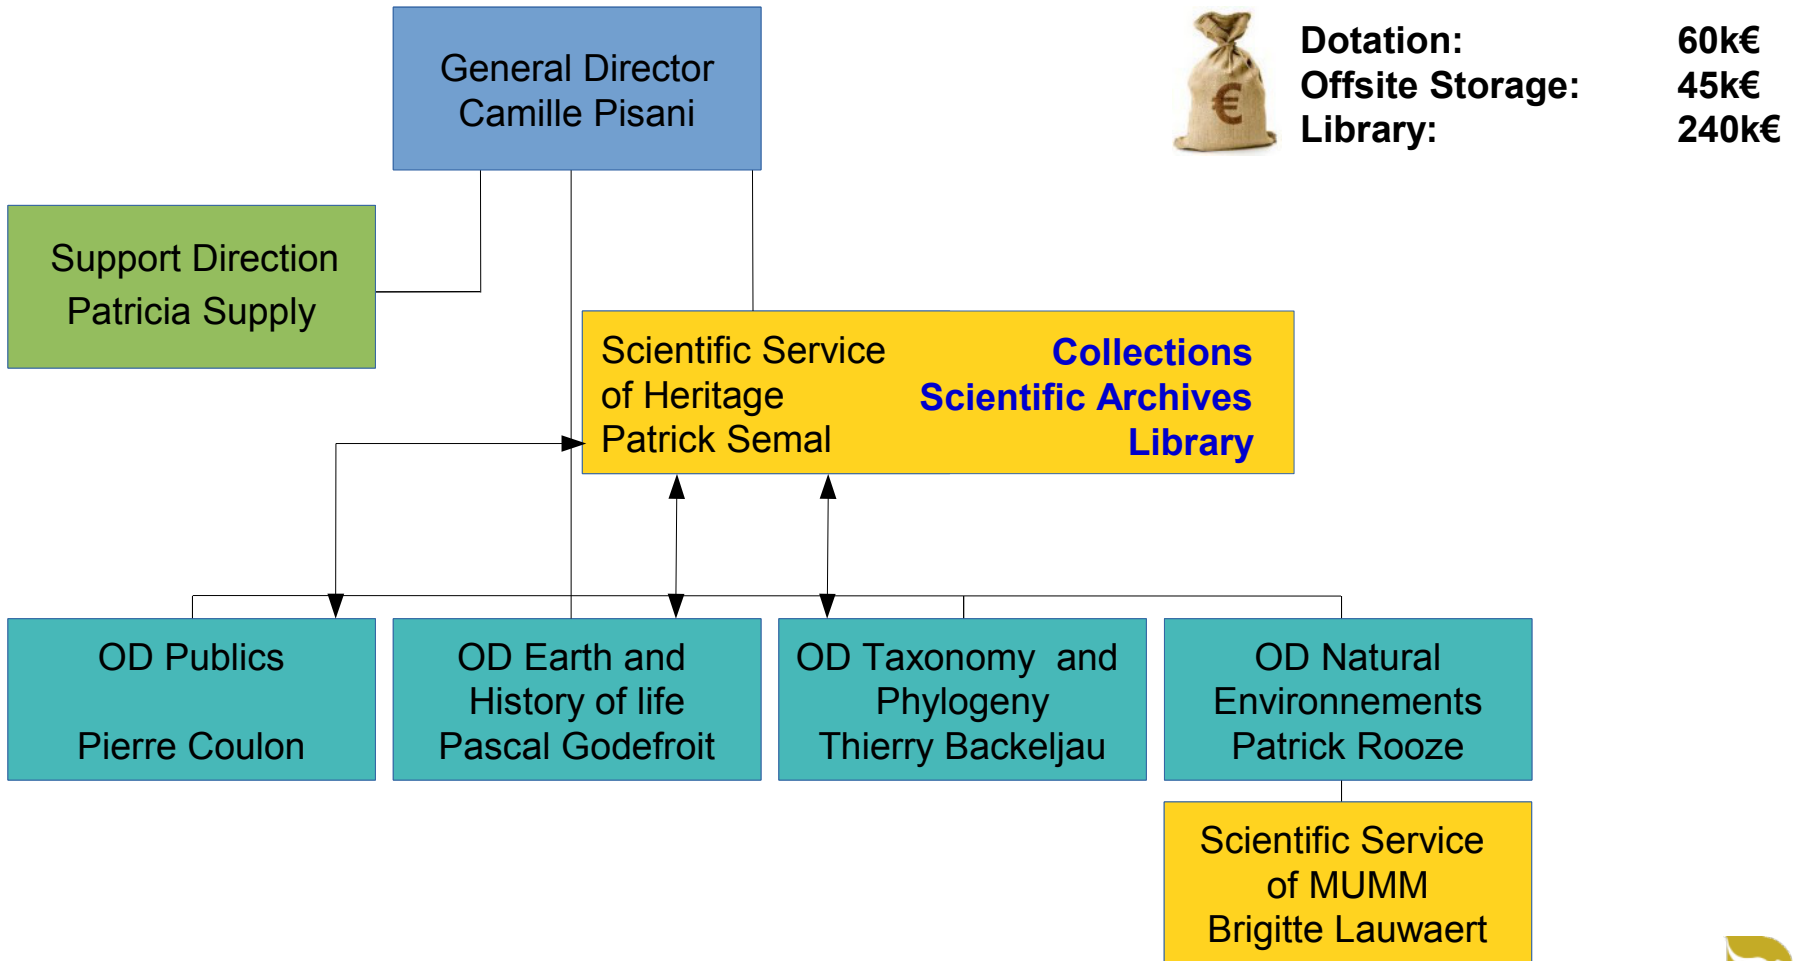 General Director
Camille Pisani
Dotation: 60k€
Offsite Storage: 45k€
Library: 240k€
€
Support Direction
Patricia Supply
Scientific Service
of Heritage
Patrick Semal
Collections
Scientific Archives
Library
OD Publics
Pierre Coulon
OD Earth and
History of life
Pascal Godefroit
OD Taxonomy and
Phylogeny
Thierry Backeljau
OD Natural
Environnements
Patrick Rooze
Scientific Service
of MUMM
Brigitte Lauwaert